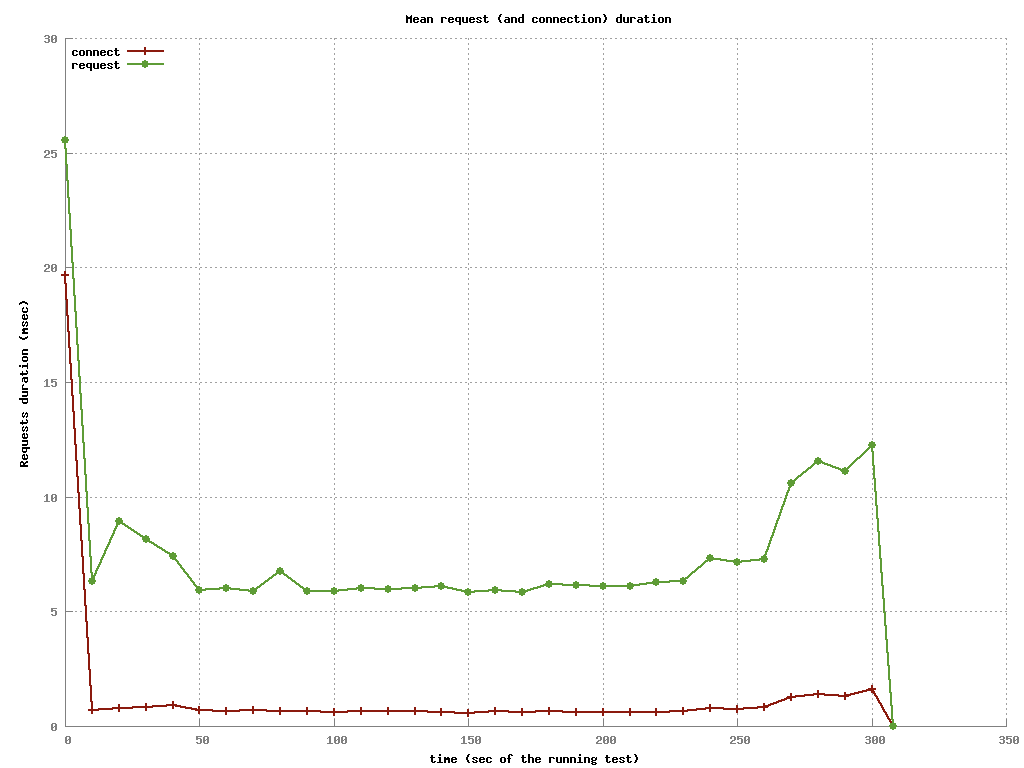 Mean request (and connection) duration
30
connect
request
25
20
15
10
5
0
Requests duration (msec)
0 50 100 150 200 250 300 350
time (sec of the running test)